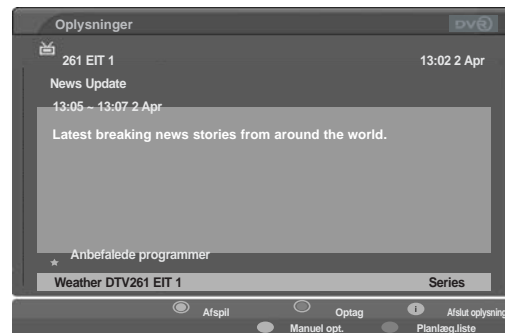 Oplysninger DVR
261 EIT 1 13:02 2 Apr
News Update
13:05 ~ 13:07 2 Apr
Latest breaking news stories from around the world.
Anbefalede programmer
Weather DTV261 EIT 1 Series
Afspil Optag i Afslut oplysning
Manuel opt. Planlæg.liste